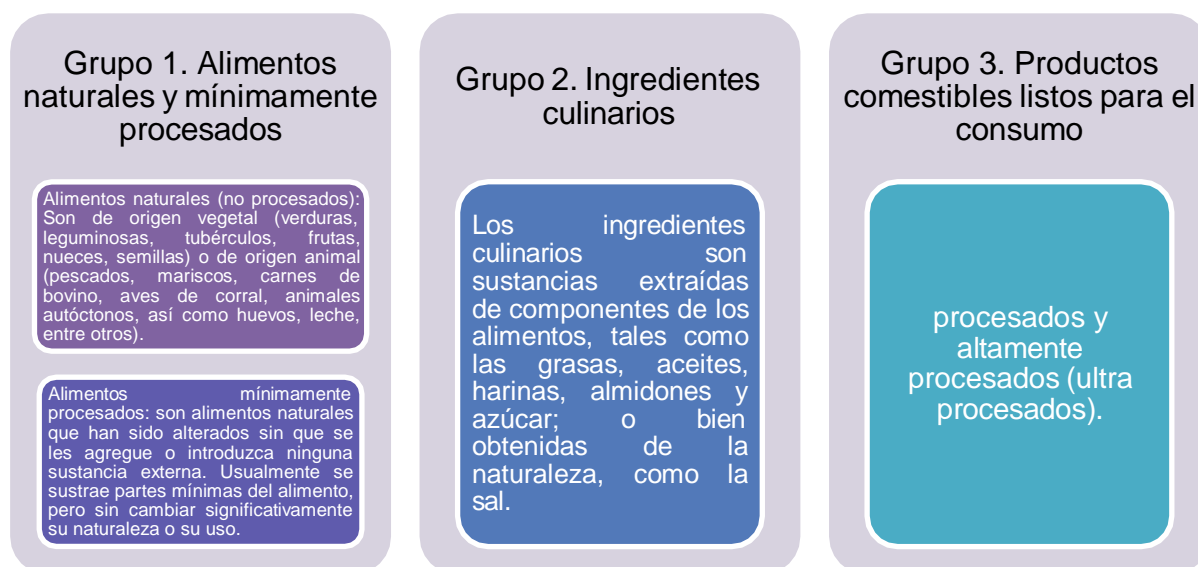 Grupo 1. Alimentos
naturales y mínimamente
procesados
Alimentos naturales (no procesados):
Son de origen vegetal (verduras,
leguminosas, tubérculos, frutas,
nueces, semillas) o de origen animal
(pescados, mariscos, carnes de
bovino, aves de corral, animales
autóctonos, así como huevos, leche,
entre otros).
Alimentos mínimamente
procesados: son alimentos naturales
que han sido alterados sin que se
les agregue o introduzca ninguna
sustancia externa. Usualmente se
sustrae partes mínimas del alimento,
pero sin cambiar significativamente
su naturaleza o su uso.
Grupo 2. Ingredientes
culinarios
Los ingredientes
culinarios son
sustancias extraídas
de componentes de los
alimentos, tales como
las grasas, aceites,
harinas, almidones y
azúcar; o bien
obtenidas de la
naturaleza, como la
sal.
Grupo 3. Productos
comestibles listos para el
consumo
procesados y
altamente
procesados (ultra
procesados).